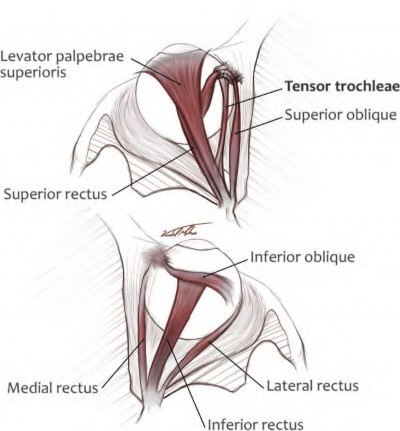 Levator palpebrae
superioris
Tensor trochleae
Superior oblique
Superior rectus
Inferior oblique
Medial rectus
Lateral rectus
Inferior rectus